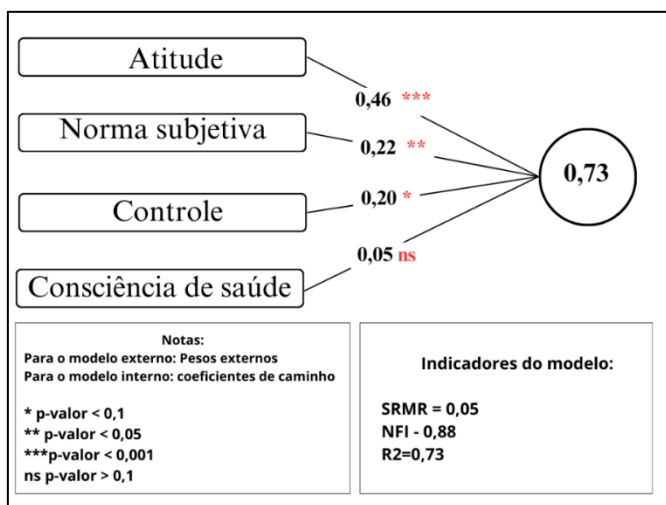 Atitude
0,46 ***
Norma subjetiva
0,22 **
0,73
Controle
0,20 *
Consciência de saúde
0,05 ns
Notas:
Para o modelo externo: Pesos externos
Para o modelo interno: coeficientes de caminho
* p-valor < 0,1
** p-valor < 0,05
***p-valor < 0,001
ns p-valor > 0,1
Indicadores do modelo:
SRMR = 0,05
NFI - 0,88
R2=0,73